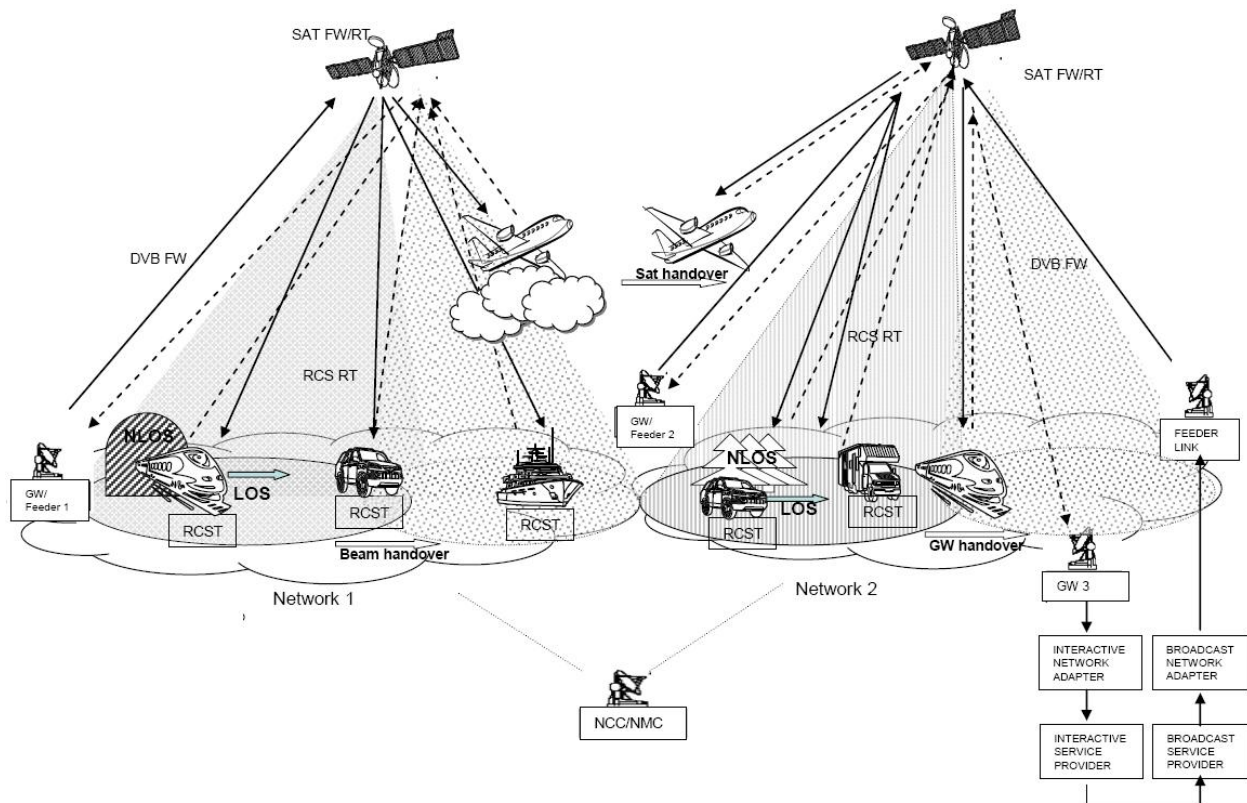 SAT FW/RT
SAT FW/RT
DVB FW
Sat handover
DVB FW
RCS RT
RCS RT
GW/
Feeder 2
NLOS
LOS
GW/
Feeder 1
RCST
RCST
RCST
Beam handover
NLOS
LOS
RCST
RCST
GW handover
FEEDER
LINK
Network 1
Network 2
GW 3
INTERACTIVE
NETWORK
ADAPTER
BROADCAST
NETWORK
ADAPTER
NCC/NMC
INTERACTIVE
SERVICE
PROVIDER
BROADCAST
SERVICE
PROVIDER